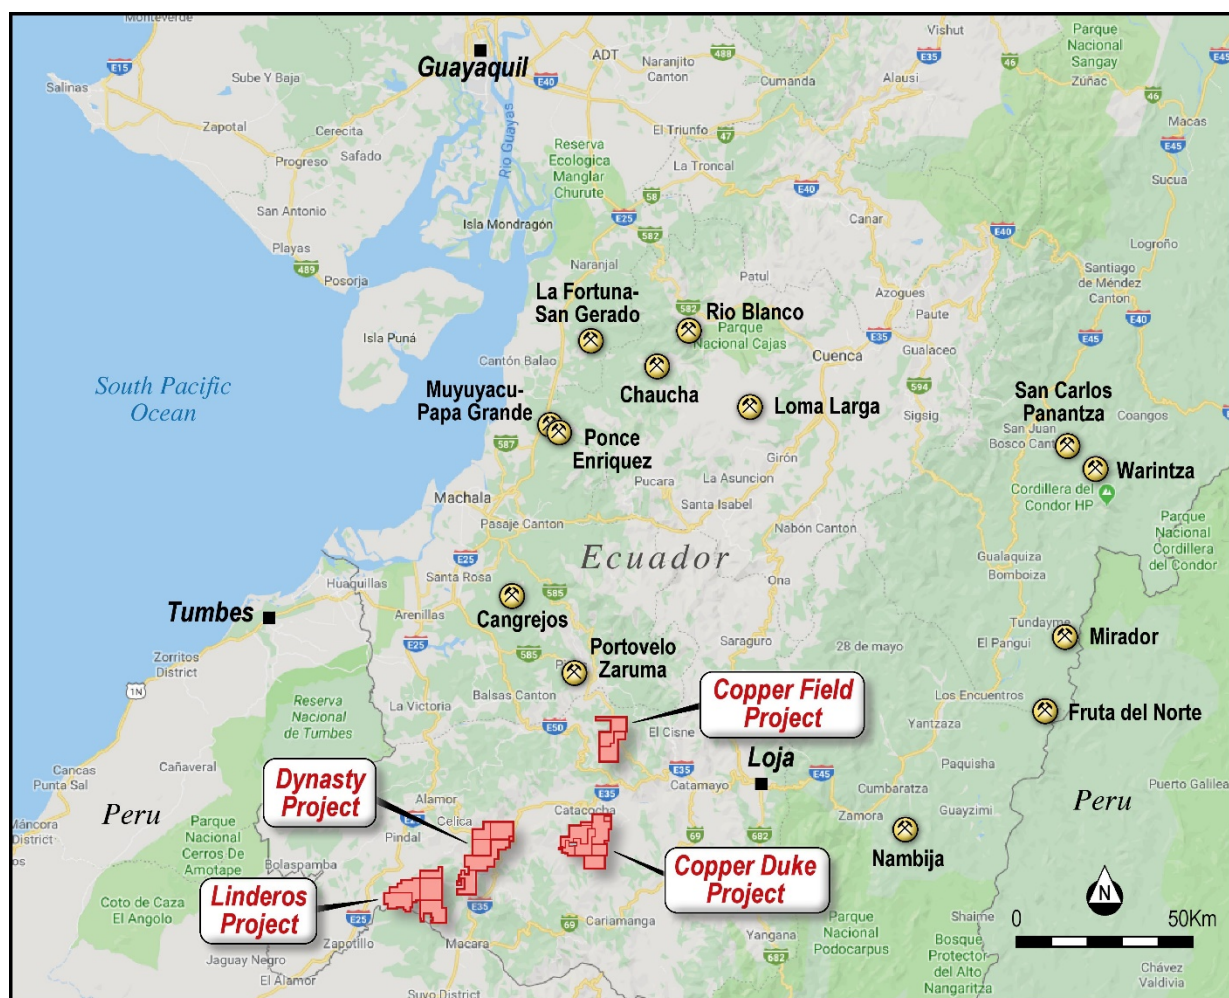 Monteverde
Guayaquil
ADT
488
Naranjito
Canton
Cumanda
Vishut
E35
46
Parque
Nacional
Sangay
E45
Alausi
Zúñac
46
E15
Salinas
Sube Y Baja
E40
Zapotal
Cerecita
Progreso
Safado
Rio Guayas
El Triunfo
47
La Troncal
Macas
E45
Reserva
Ecologica
Manglar
Churute
58
E40
Sucua
San Antonio
Isla Mondragón
E25
582
Canar
E40
Playas
489
Posorja
Naranjal
Patul
Logroño
Santiago
de Méndez
Canton
La Fortuna-
San Gerado
582
Rio Blanco
Parque
Nacional Cajas
Azogues
Paute
E40
Isla Puná
Cantón Balao
Chaucha
Cuenca
E35
Gualaceo
South Pacific
Ocean
Muyuyacu-
Papa Grande
Loma Larga
594
Sigsig
San Carlos
Panantza
San Juan
Bosco Cant
Coangos
587
Ponce
Enriquez
Girón
Warintza
Pucara
La Asuncion
Cordillera del
Condor HP
Machala
Santa Isabel
Pasaje Canton
Nabón Canton
Parque
Nacional
Cordillera
del Condor
Ecuador
E25
Gualaquiza
Bomboiza
Huaquillas
Santa Rosa
585
Ona
Tumbes
Arenillas
Cangrejos
Tundayme
El Pangui
Mirador
Zorritos
District
E25
585
Portovelo
Zaruma
Saraguro
28 de mayo
1N
Balsas Canton
Copper Field
Project
Los Encuentros
Reserva
Nacional
de Tumbes
La Victoria
E50
El Cisne
Yantzaza
Fruta del Norte
Cancas
Punta Sal
Cañaveral
Dynasty
Project
Loja
Paquisha
E35
Catamayo
E45
Cumbaratza
Puerto Galilea
Peru
Alamor
E35
Peru
Máncora
District
Celica
Catacocha
Zamora
Guayzimi
Parque
Nacional
Cerros De
Amotape
Pindal
69
682
Nambija
Bolaspamba
Copper Duke
Project
N
Linderos
Project
Coto de Caza
El Angolo
E35
E25
69
Cariamanga
0
50Km
Zapotillo
Macara
Parque
Nacional
Podocarpus
Shaime
Jaguay Negro
Yangana
682
Bosque
Protector
del Alto
Nangaritza
El Alamor
Suyo District
Chávez
Valdivia